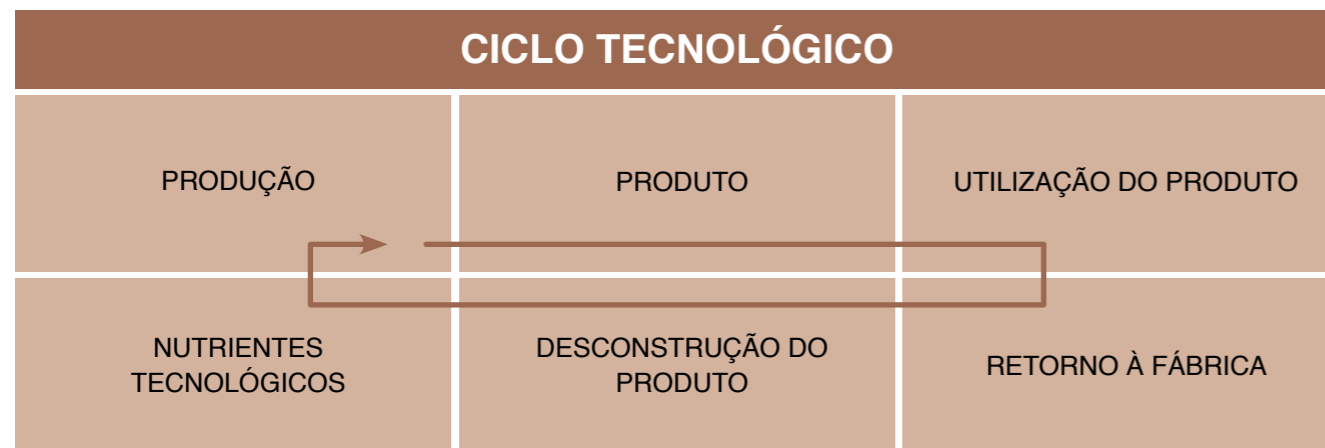 CICLO TECNOLÓGICO
PRODUÇÃO
PRODUTO
UTILIZAÇÃO DO PRODUTO
NUTRIENTES
TECNOLÓGICOS
DESCONSTRUÇÃO DO
PRODUTO
RETORNO À FÁBRICA